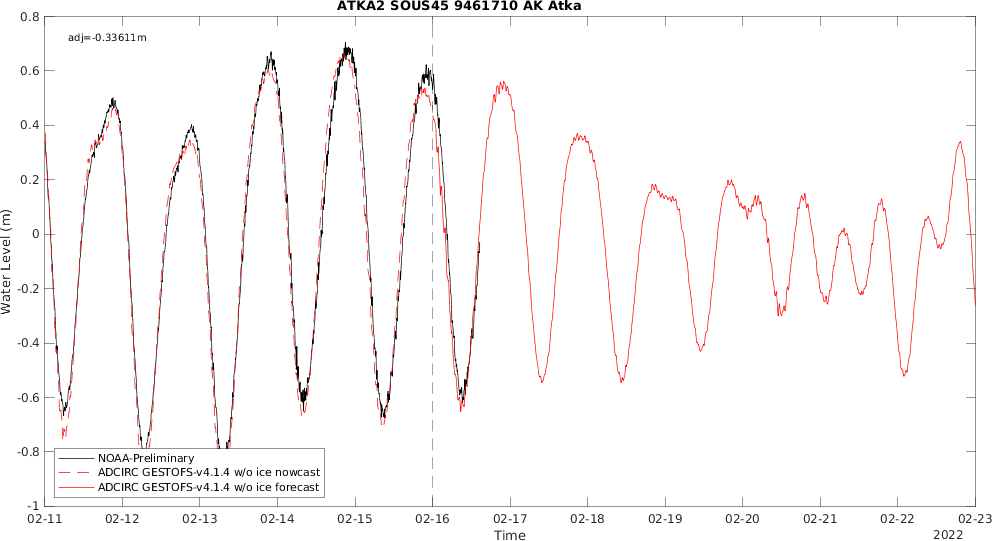 ATKA2 SOUS45 9461710 AK Atka
adj=-0.33611m
0.8
0.6
0.4
0.2
0
-0.2
-0.4
-0.6
-0.8
-1
Water Level (m)
NOAA-Preliminary
ADCIRC GESTOFS-v4.1.4 w/o ice nowcast
ADCIRC GESTOFS-v4.1.4 w/o ice forecast
02-11 02-12 02-13 02-14 02-15 02-16 02-17 02-18 02-19 02-20 02-21 02-22 02-23
Time
2022